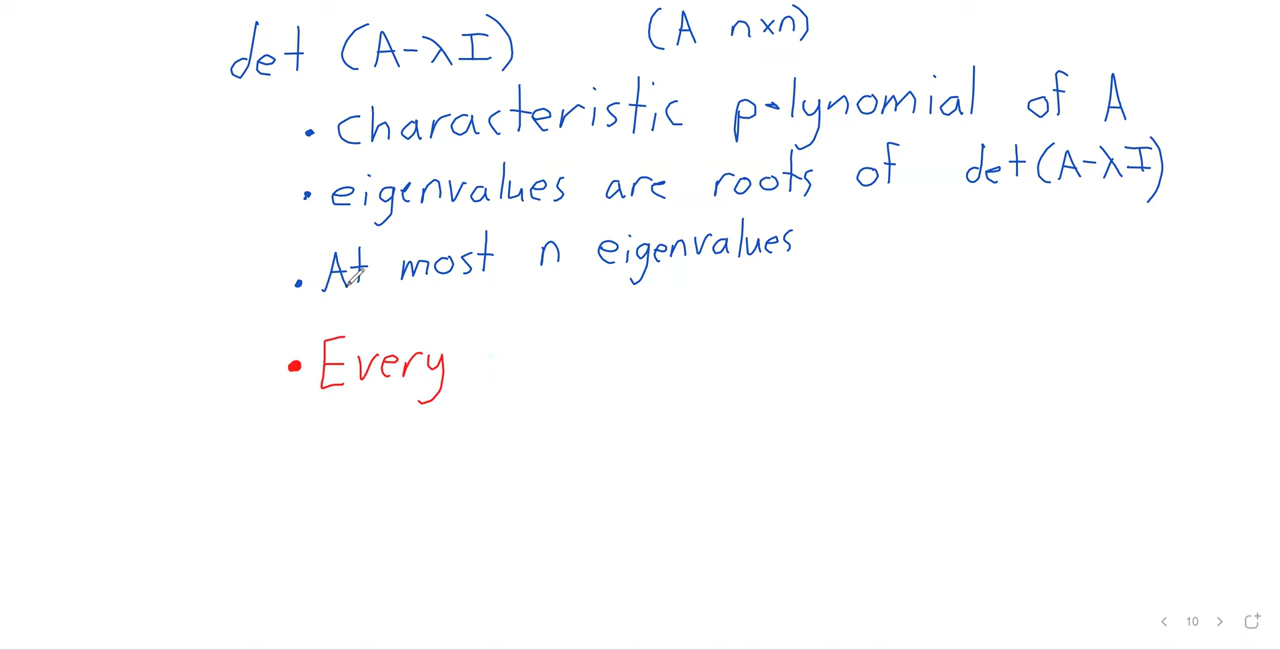 det (A-λI) (A n×n)
• characteristic polynomial of A
• eigenvalues are roots of det(A-λI)
• At most n eigenvalues
• Every
10